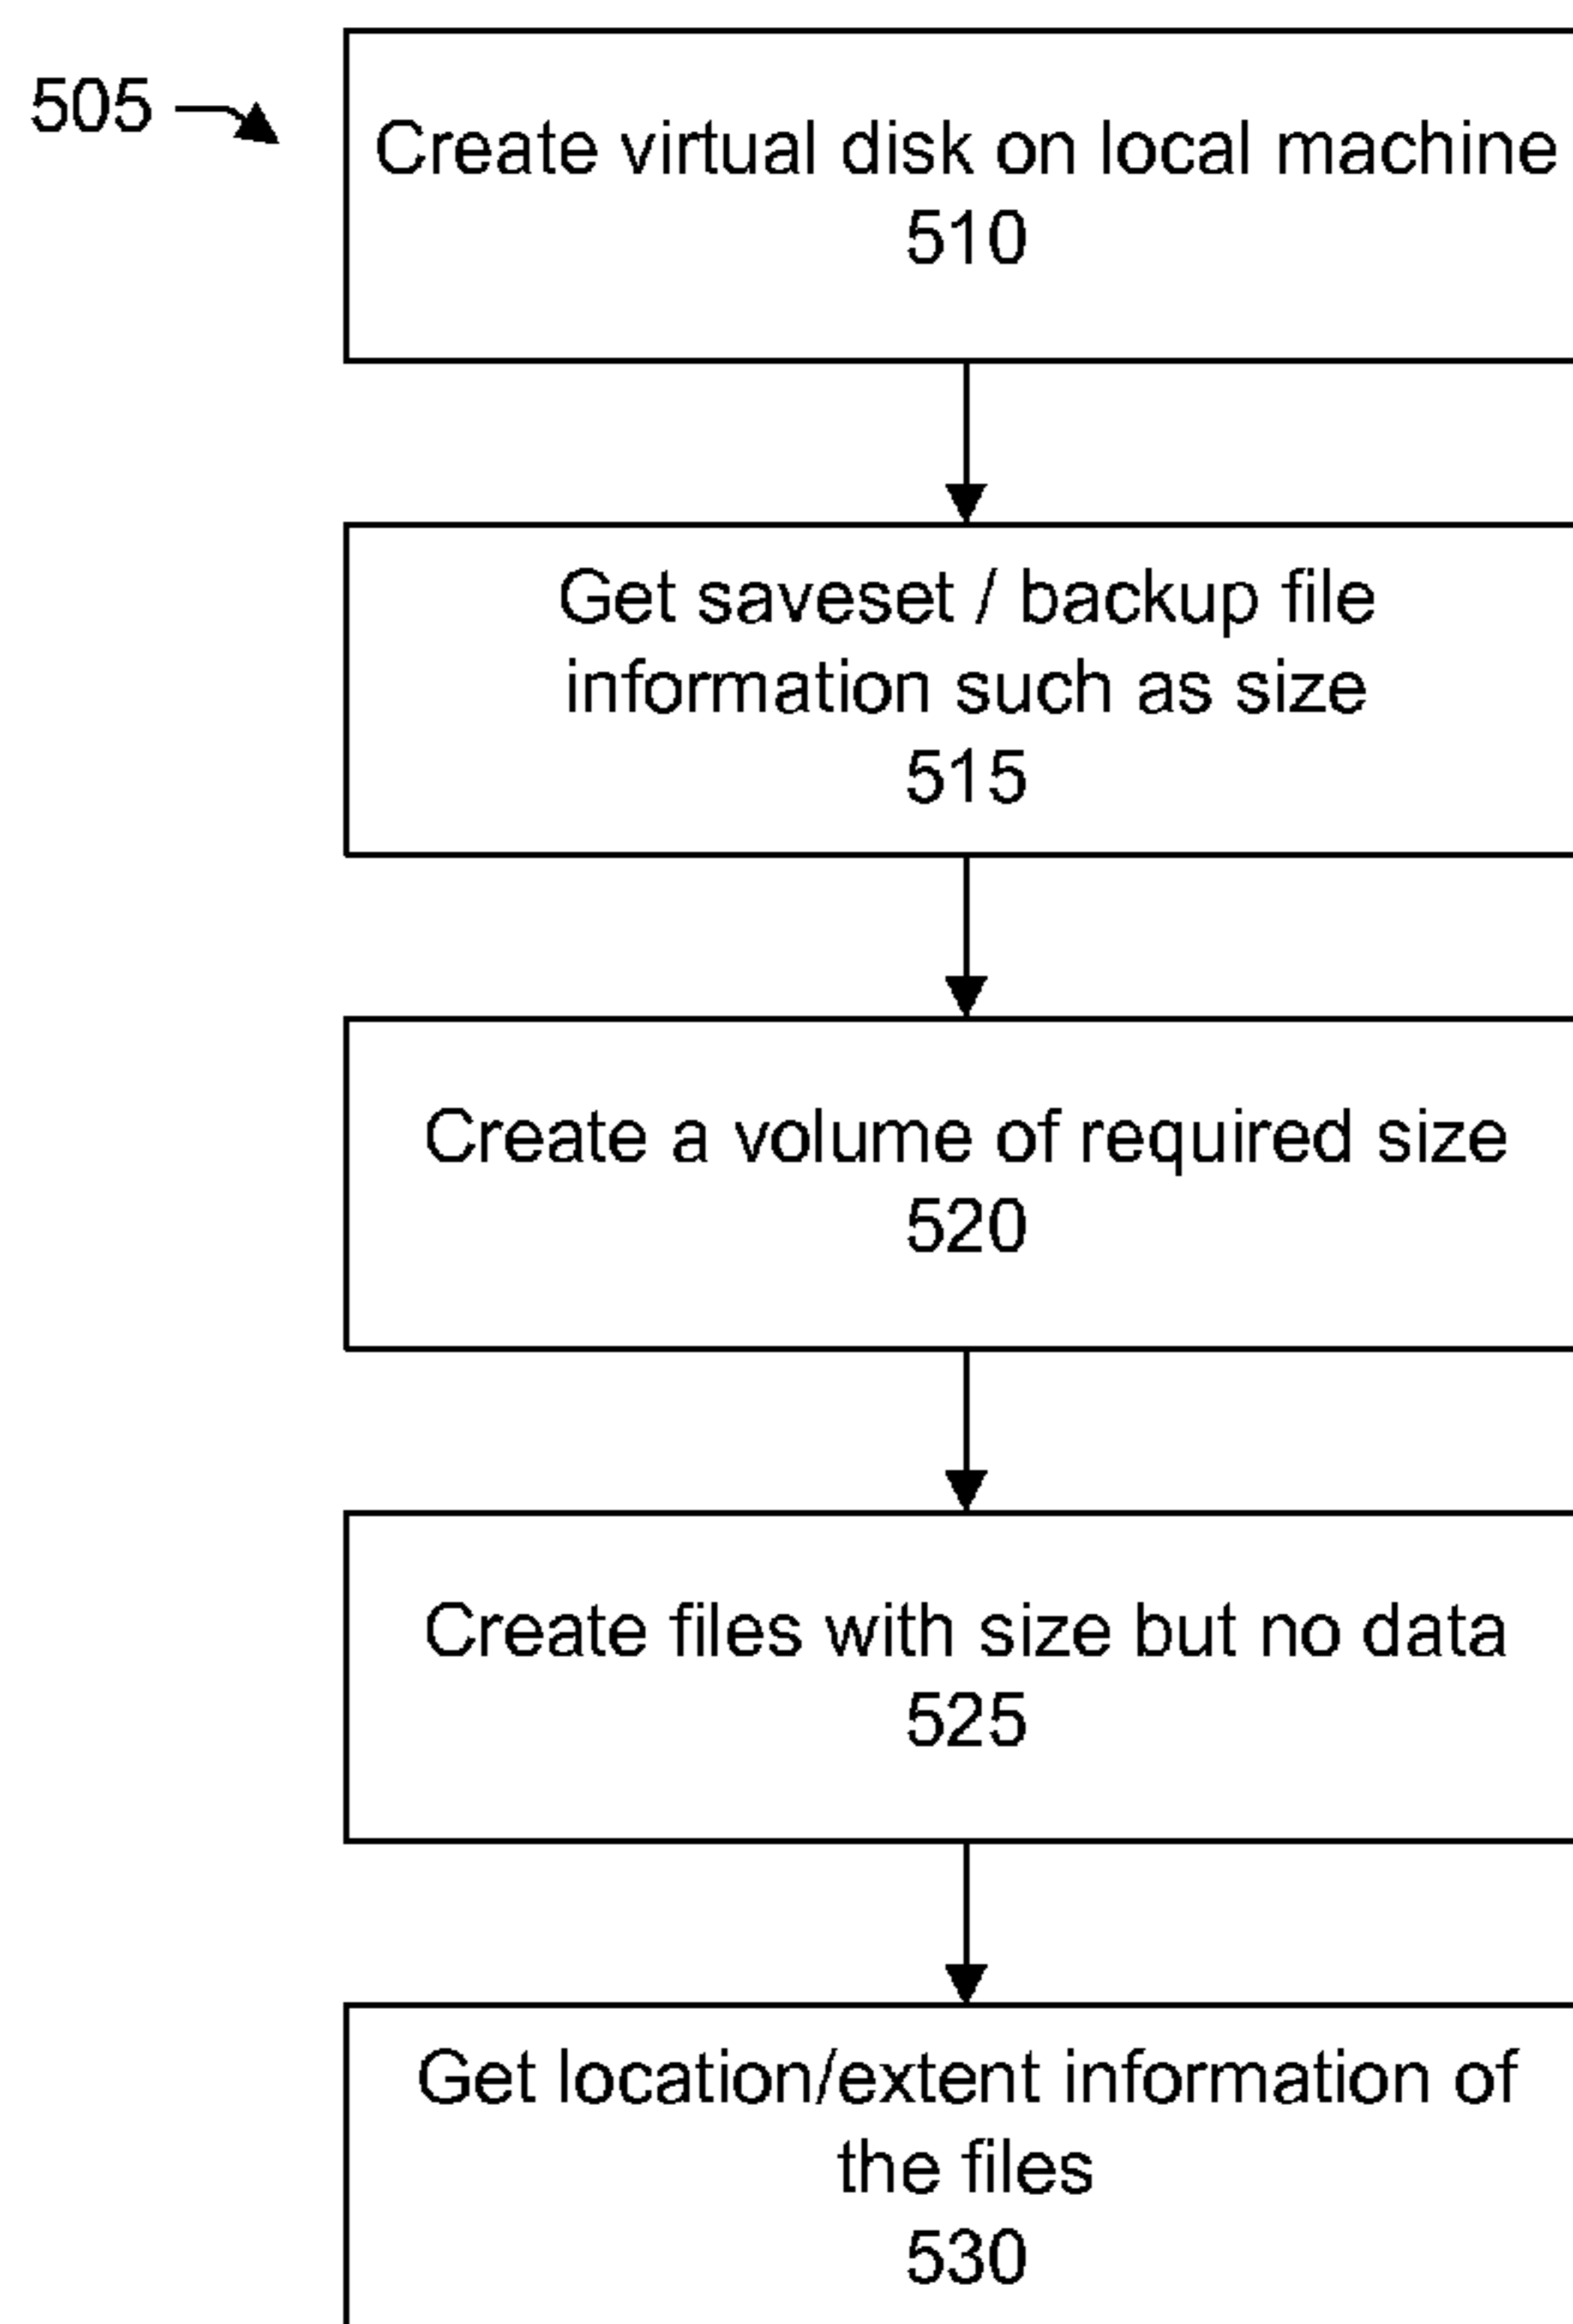 505
Create virtual disk on local machine
510
Get saveset / backup file
information such as size
515
Create a volume of required size
520
Create files with size but no data
525
Get location/extent information of
the files
530